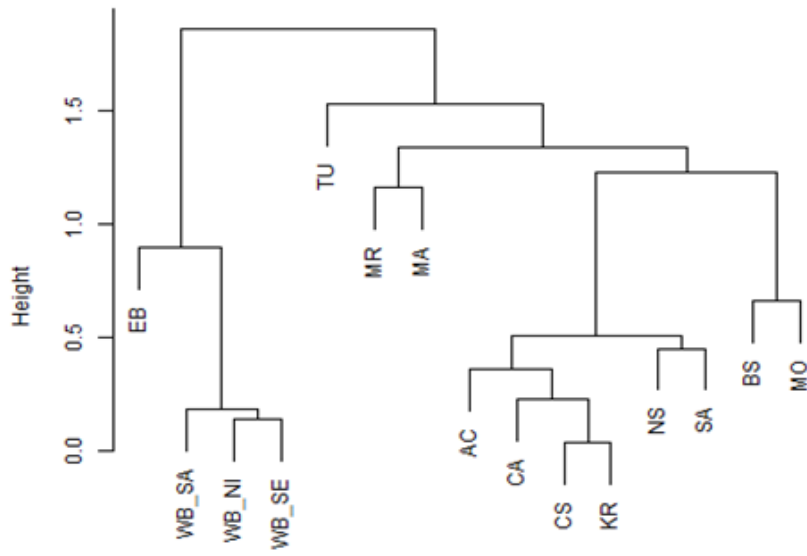 1.5
1.0
0.5
0.0
Height
EB
WB_SA
WB_NI
WB_SE
TU
MR
MA
AC
CA
CS
KR
NS
SA
BS
MO